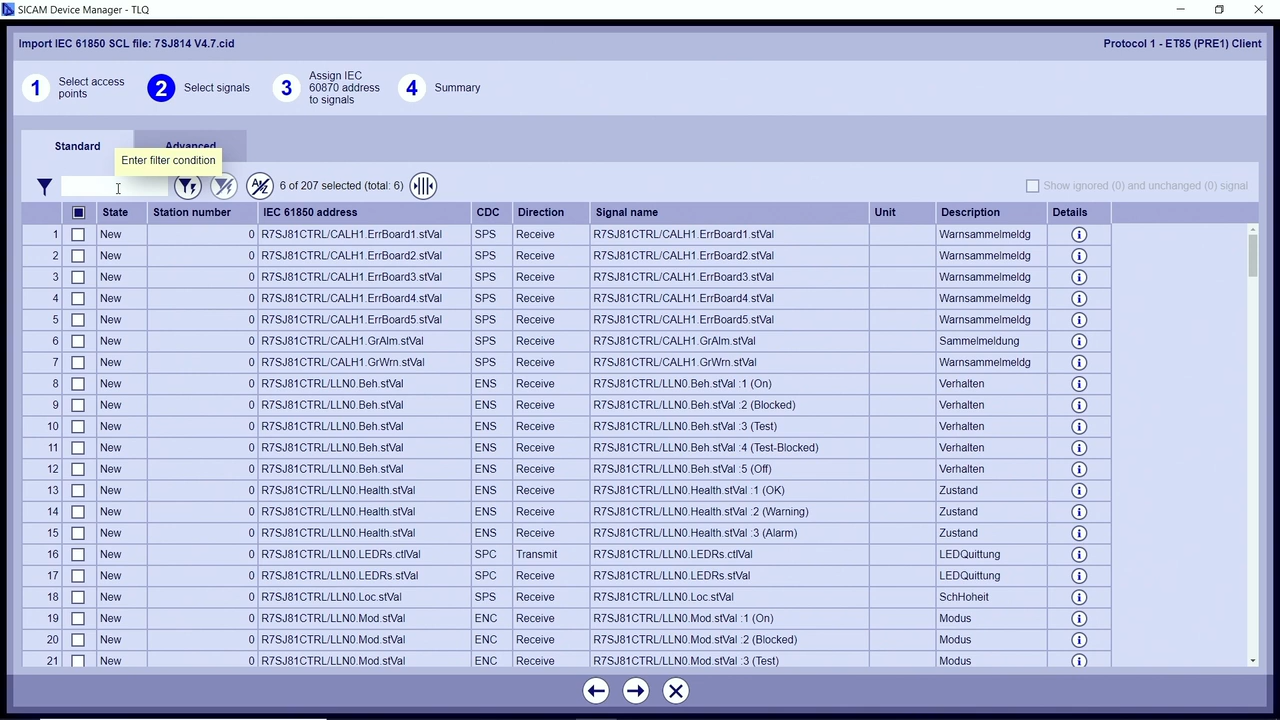 SICAM Device Manager - TLQ
Import IEC 61850 SCL file: 7SJ814 V4.7.cid
Protocol 1 - ET85 (PRE1) Client
1 Select access points
2 Select signals
3 Assign IEC 60870 address to signals
4 Summary
Standard
Advanced
Enter filter condition
6 of 207 selected (total: 6)
Show ignored (0) and unchanged (0) signal
State Station number IEC 61850 address CDC Direction Signal name Unit Description Details
1 New 0 R7SJ81CTRL/CALH1.ErrBoard1.stVal SPS Receive R7SJ81CTRL/CALH1.ErrBoard1.stVal Warnsammelmeldg
2 New 0 R7SJ81CTRL/CALH1.ErrBoard2.stVal SPS Receive R7SJ81CTRL/CALH1.ErrBoard2.stVal Warnsammelmeldg
3 New 0 R7SJ81CTRL/CALH1.ErrBoard3.stVal SPS Receive R7SJ81CTRL/CALH1.ErrBoard3.stVal Warnsammelmeldg
4 New 0 R7SJ81CTRL/CALH1.ErrBoard4.stVal SPS Receive R7SJ81CTRL/CALH1.ErrBoard4.stVal Warnsammelmeldg
5 New 0 R7SJ81CTRL/CALH1.ErrBoard5.stVal SPS Receive R7SJ81CTRL/CALH1.ErrBoard5.stVal Warnsammelmeldg
6 New 0 R7SJ81CTRL/CALH1.GrAlm.stVal SPS Receive R7SJ81CTRL/CALH1.GrAlm.stVal Sammelmeldung
7 New 0 R7SJ81CTRL/CALH1.GrWrn.stVal SPS Receive R7SJ81CTRL/CALH1.GrWrn.stVal Warnsammelmeldg
8 New 0 R7SJ81CTRL/LLN0.Beh.stVal ENS Receive R7SJ81CTRL/LLN0.Beh.stVal :1 (On) Verhalten
9 New 0 R7SJ81CTRL/LLN0.Beh.stVal ENS Receive R7SJ81CTRL/LLN0.Beh.stVal :2 (Blocked) Verhalten
10 New 0 R7SJ81CTRL/LLN0.Beh.stVal ENS Receive R7SJ81CTRL/LLN0.Beh.stVal :3 (Test) Verhalten
11 New 0 R7SJ81CTRL/LLN0.Beh.stVal ENS Receive R7SJ81CTRL/LLN0.Beh.stVal :4 (Test-Blocked) Verhalten
12 New 0 R7SJ81CTRL/LLN0.Beh.stVal ENS Receive R7SJ81CTRL/LLN0.Beh.stVal :5 (Off) Verhalten
13 New 0 R7SJ81CTRL/LLN0.Health.stVal ENS Receive R7SJ81CTRL/LLN0.Health.stVal :1 (OK) Zustand
14 New 0 R7SJ81CTRL/LLN0.Health.stVal ENS Receive R7SJ81CTRL/LLN0.Health.stVal :2 (Warning) Zustand
15 New 0 R7SJ81CTRL/LLN0.Health.stVal ENS Receive R7SJ81CTRL/LLN0.Health.stVal :3 (Alarm) Zustand
16 New 0 R7SJ81CTRL/LLN0.LEDRs.ctlVal SPC Transmit R7SJ81CTRL/LLN0.LEDRs.ctlVal LEDQuittung
17 New 0 R7SJ81CTRL/LLN0.LEDRs.stVal SPC Receive R7SJ81CTRL/LLN0.LEDRs.stVal LEDQuittung
18 New 0 R7SJ81CTRL/LLN0.Loc.stVal SPS Receive R7SJ81CTRL/LLN0.Loc.stVal SchHoheit
19 New 0 R7SJ81CTRL/LLN0.Mod.stVal ENC Receive R7SJ81CTRL/LLN0.Mod.stVal :1 (On) Modus
20 New 0 R7SJ81CTRL/LLN0.Mod.stVal ENC Receive R7SJ81CTRL/LLN0.Mod.stVal :2 (Blocked) Modus
21 New 0 R7SJ81CTRL/LLN0.Mod.stVal ENC Receive R7SJ81CTRL/LLN0.Mod.stVal :3 (Test) Modus